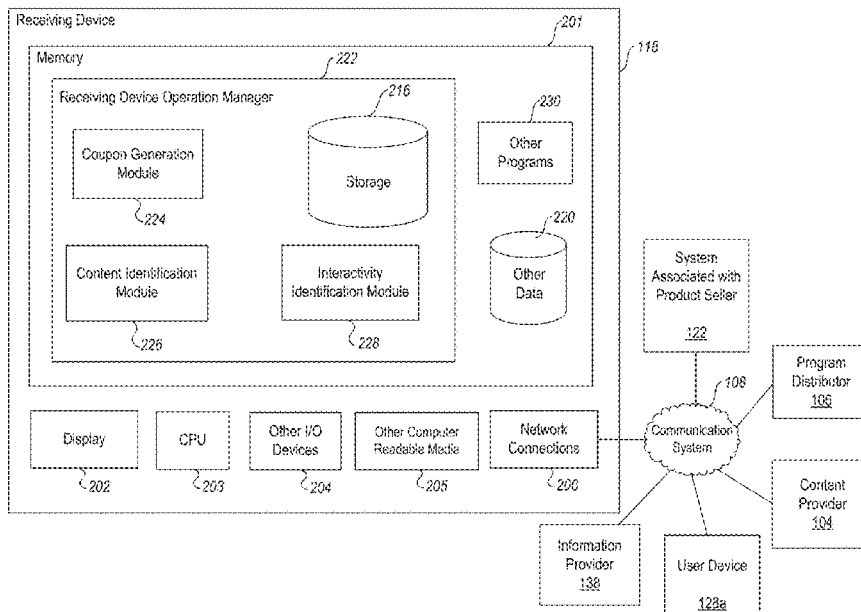 Receiving Device
201
118
Memory
222
Receiving Device Operation Manager
216
230
Coupon Generation
Module
Storage
Other
Programs
224
220
Content Identification
Module
Interactivity
Identification Module
Other
Data
226
228
System
Associated with
Product Seller
122
108
Program
Distributor
106
Display
CPU
Other I/O
Devices
Other Computer
Readable Media
Network
Connections
Communication
System
202
203
204
205
206
Content
Provider
104
Information
Provider
138
User Device
128a